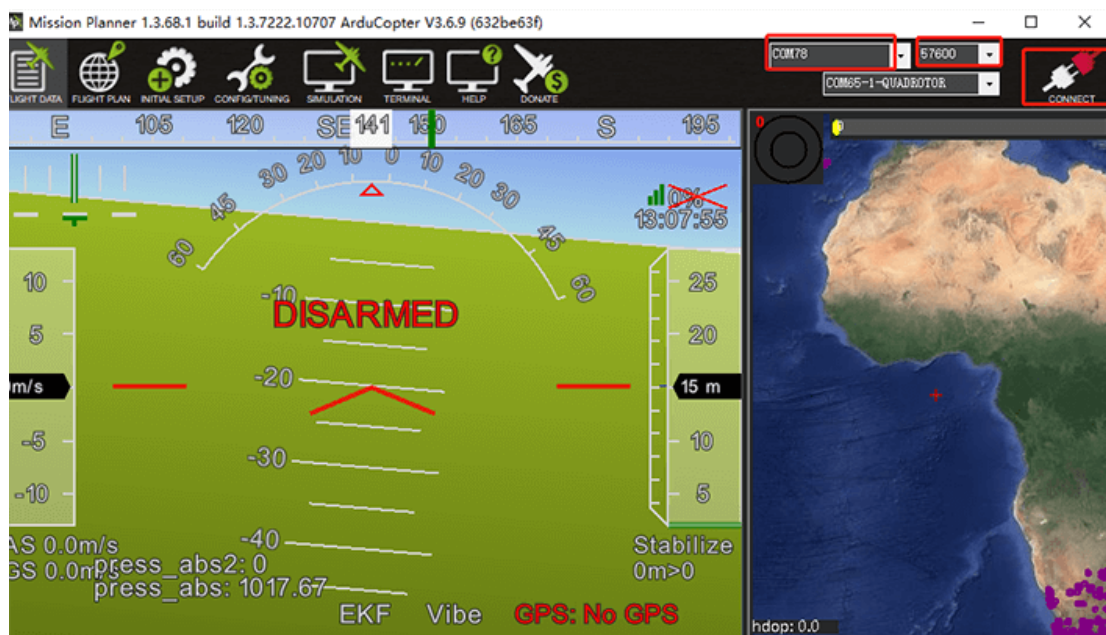 Mission Planner 1.3.68.1 build 1.3.7222.10707 ArduCopter V3.6.9 (632be63f)
COM78 57600
COM65-1-QUADROTOR
LIGHT DATA FLIGHT PLAN INITIAL SETUP CONFIG/TUNING SIMULATION TERMINAL HELP DONATE CONNECT
E 105 120 SE 141 150 165 S 195
0
60 45 30 20 10 0 10 20 30 45 60
0%
13:07:55
10 -10 25
DISARMED
5 20
m/s -20 15 m
-5 10
-30
-10 5
-40
AS 0.0m/s Stabilize
GS 0.0m/s 0m>0
press_abs2: 0
press_abs: 1017.67
EKF Vibe GPS: No GPS
hdop: 0.0